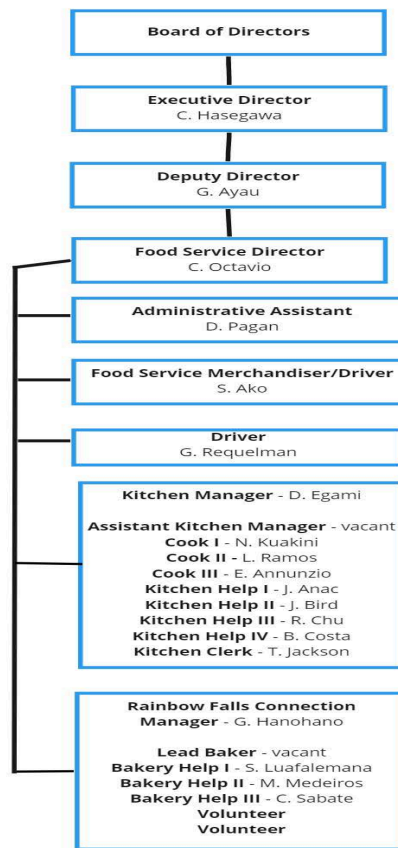 Board of Directors
Executive Director
C. Hasegawa
Deputy Director
G. Ayau
Food Service Director
C. Octavio
Administrative Assistant
D. Pagan
Food Service Merchandiser/Driver
S. Ako
Driver
G. Requelman
Kitchen Manager - D. Egami
Assistant Kitchen Manager - vacant
Cook I - N. Kuakini
Cook II - L. Ramos
Cook III - E. Annunzio
Kitchen Help I - J. Anac
Kitchen Help II - J. Bird
Kitchen Help III - R. Chu
Kitchen Help IV - B. Costa
Kitchen Clerk - T. Jackson
Rainbow Falls Connection
Manager - G. Hanohano
Lead Baker - vacant
Bakery Help I - S. Luafalemana
Bakery Help II - M. Medeiros
Bakery Help III - C. Sabate
Volunteer
Volunteer